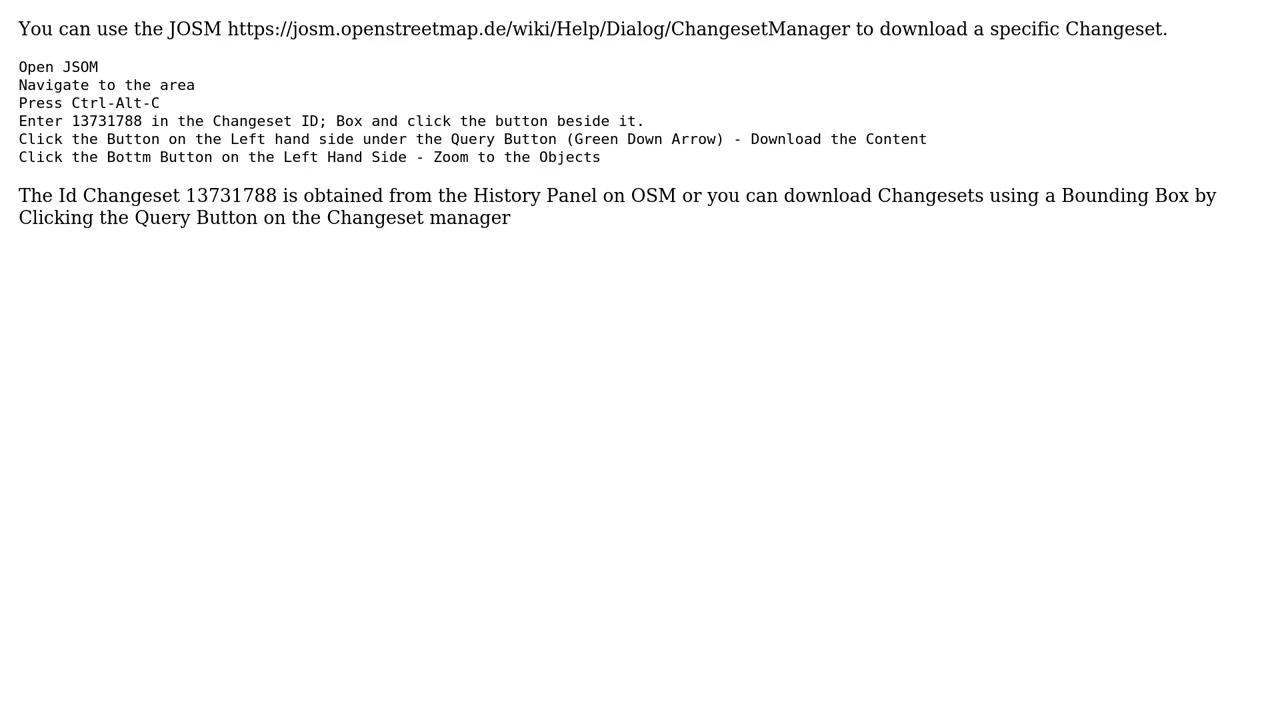 You can use the JOSM https://josm.openstreetmap.de/wiki/Help/Dialog/ChangesetManager to download a specific Changeset.
Open JSOM
Navigate to the area
Press Ctrl-Alt-C
Enter 13731788 in the Changeset ID; Box and click the button beside it.
Click the Button on the Left hand side under the Query Button (Green Down Arrow) - Download the Content
Click the Bottm Button on the Left Hand Side - Zoom to the Objects
The Id Changeset 13731788 is obtained from the History Panel on OSM or you can download Changesets using a Bounding Box by
Clicking the Query Button on the Changeset manager